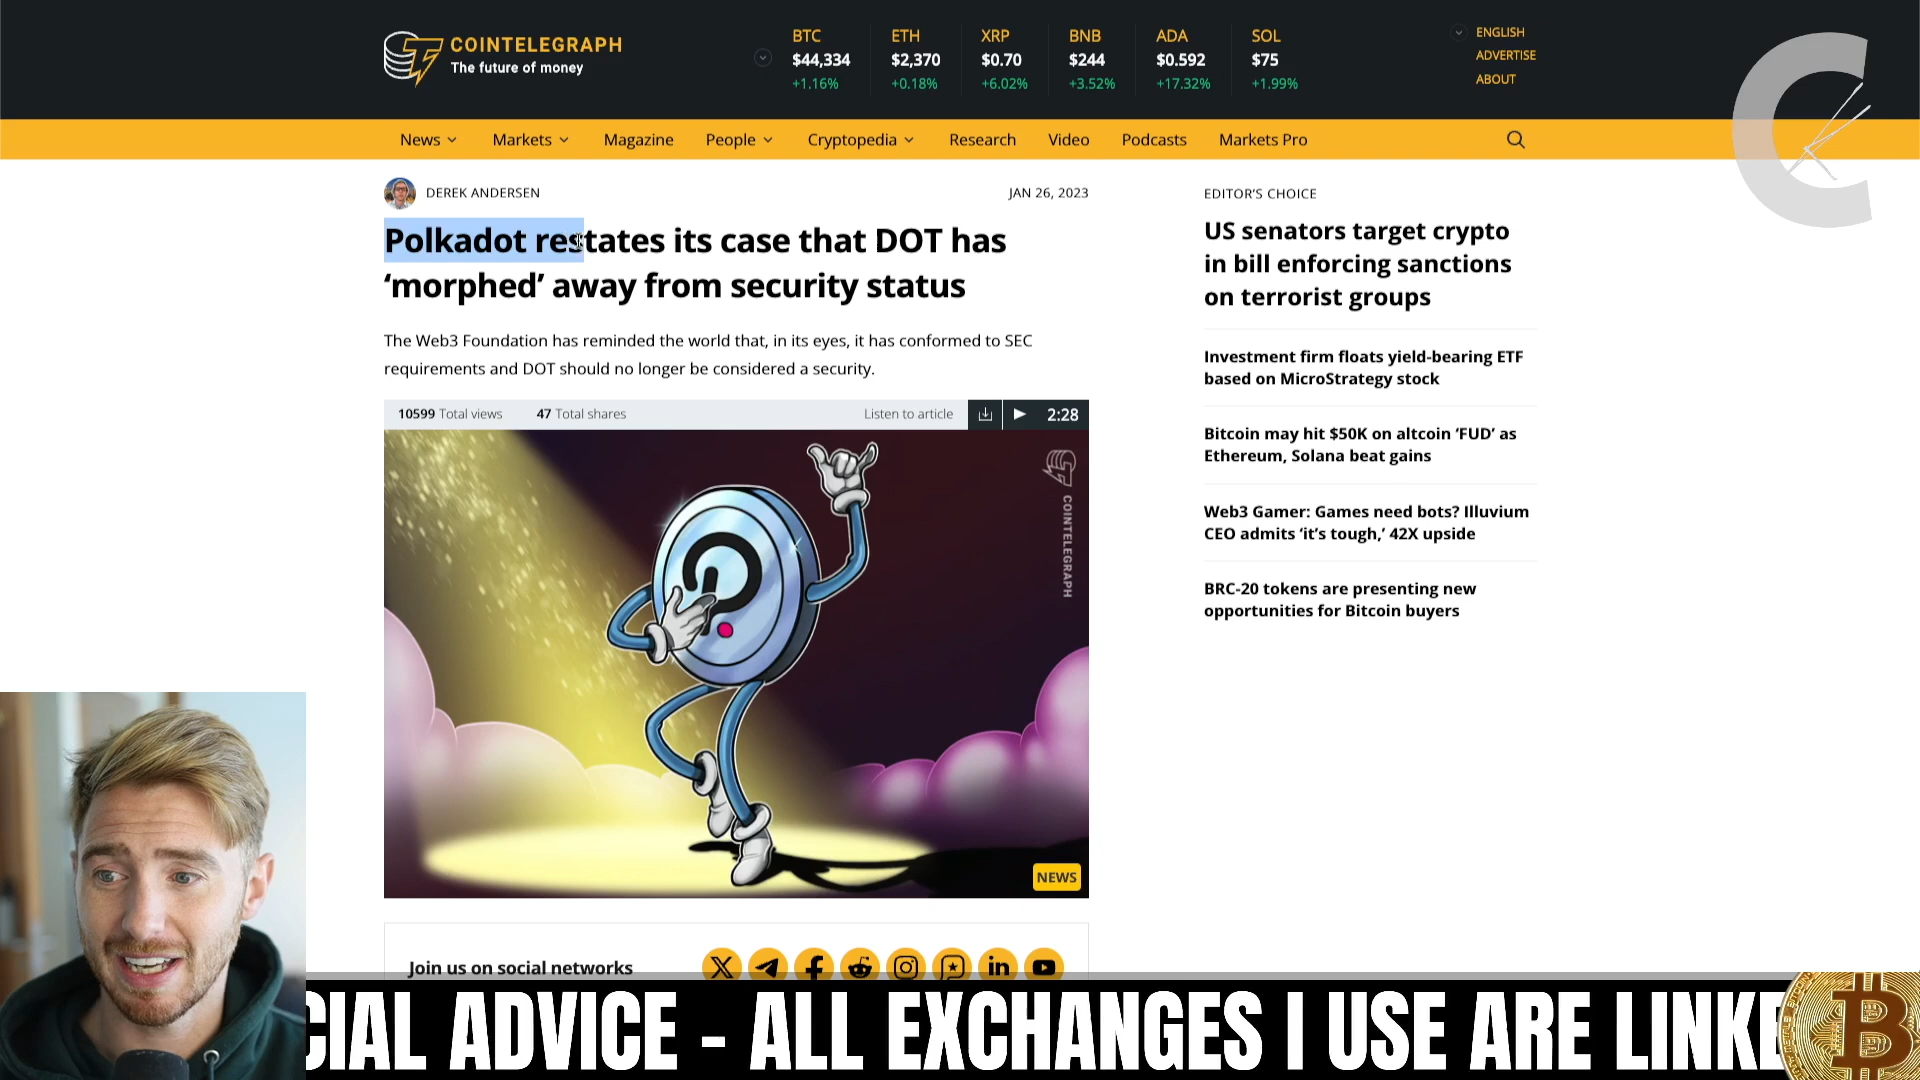 COINTELEGRAPH
The future of money
BTC
$44,334
+1.16%
ETH
$2,370
+0.18%
XRP
$0.70
+6.02%
BNB
$244
+3.52%
ADA
$0.592
+17.32%
SOL
$75
+1.99%
ENGLISH
ADVERTISE
ABOUT
News Markets Magazine People Cryptopedia Research Video Podcasts Markets Pro
DEREK ANDERSEN JAN 26, 2023
Polkadot restates its case that DOT has
‘morphed’ away from security status
The Web3 Foundation has reminded the world that, in its eyes, it has conformed to SEC
requirements and DOT should no longer be considered a security.
10599 Total views 47 Total shares Listen to article 2:28
COINTELEGRAPH
NEWS
Join us on social networks
EDITOR’S CHOICE
US senators target crypto
in bill enforcing sanctions
on terrorist groups
Investment firm floats yield-bearing ETF
based on MicroStrategy stock
Bitcoin may hit $50K on altcoin ‘FUD’ as
Ethereum, Solana beat gains
Web3 Gamer: Games need bots? Illuvium
CEO admits ‘it’s tough,’ 42X upside
BRC-20 tokens are presenting new
opportunities for Bitcoin buyers
CIAL ADVICE - ALL EXCHANGES I USE ARE LINKE